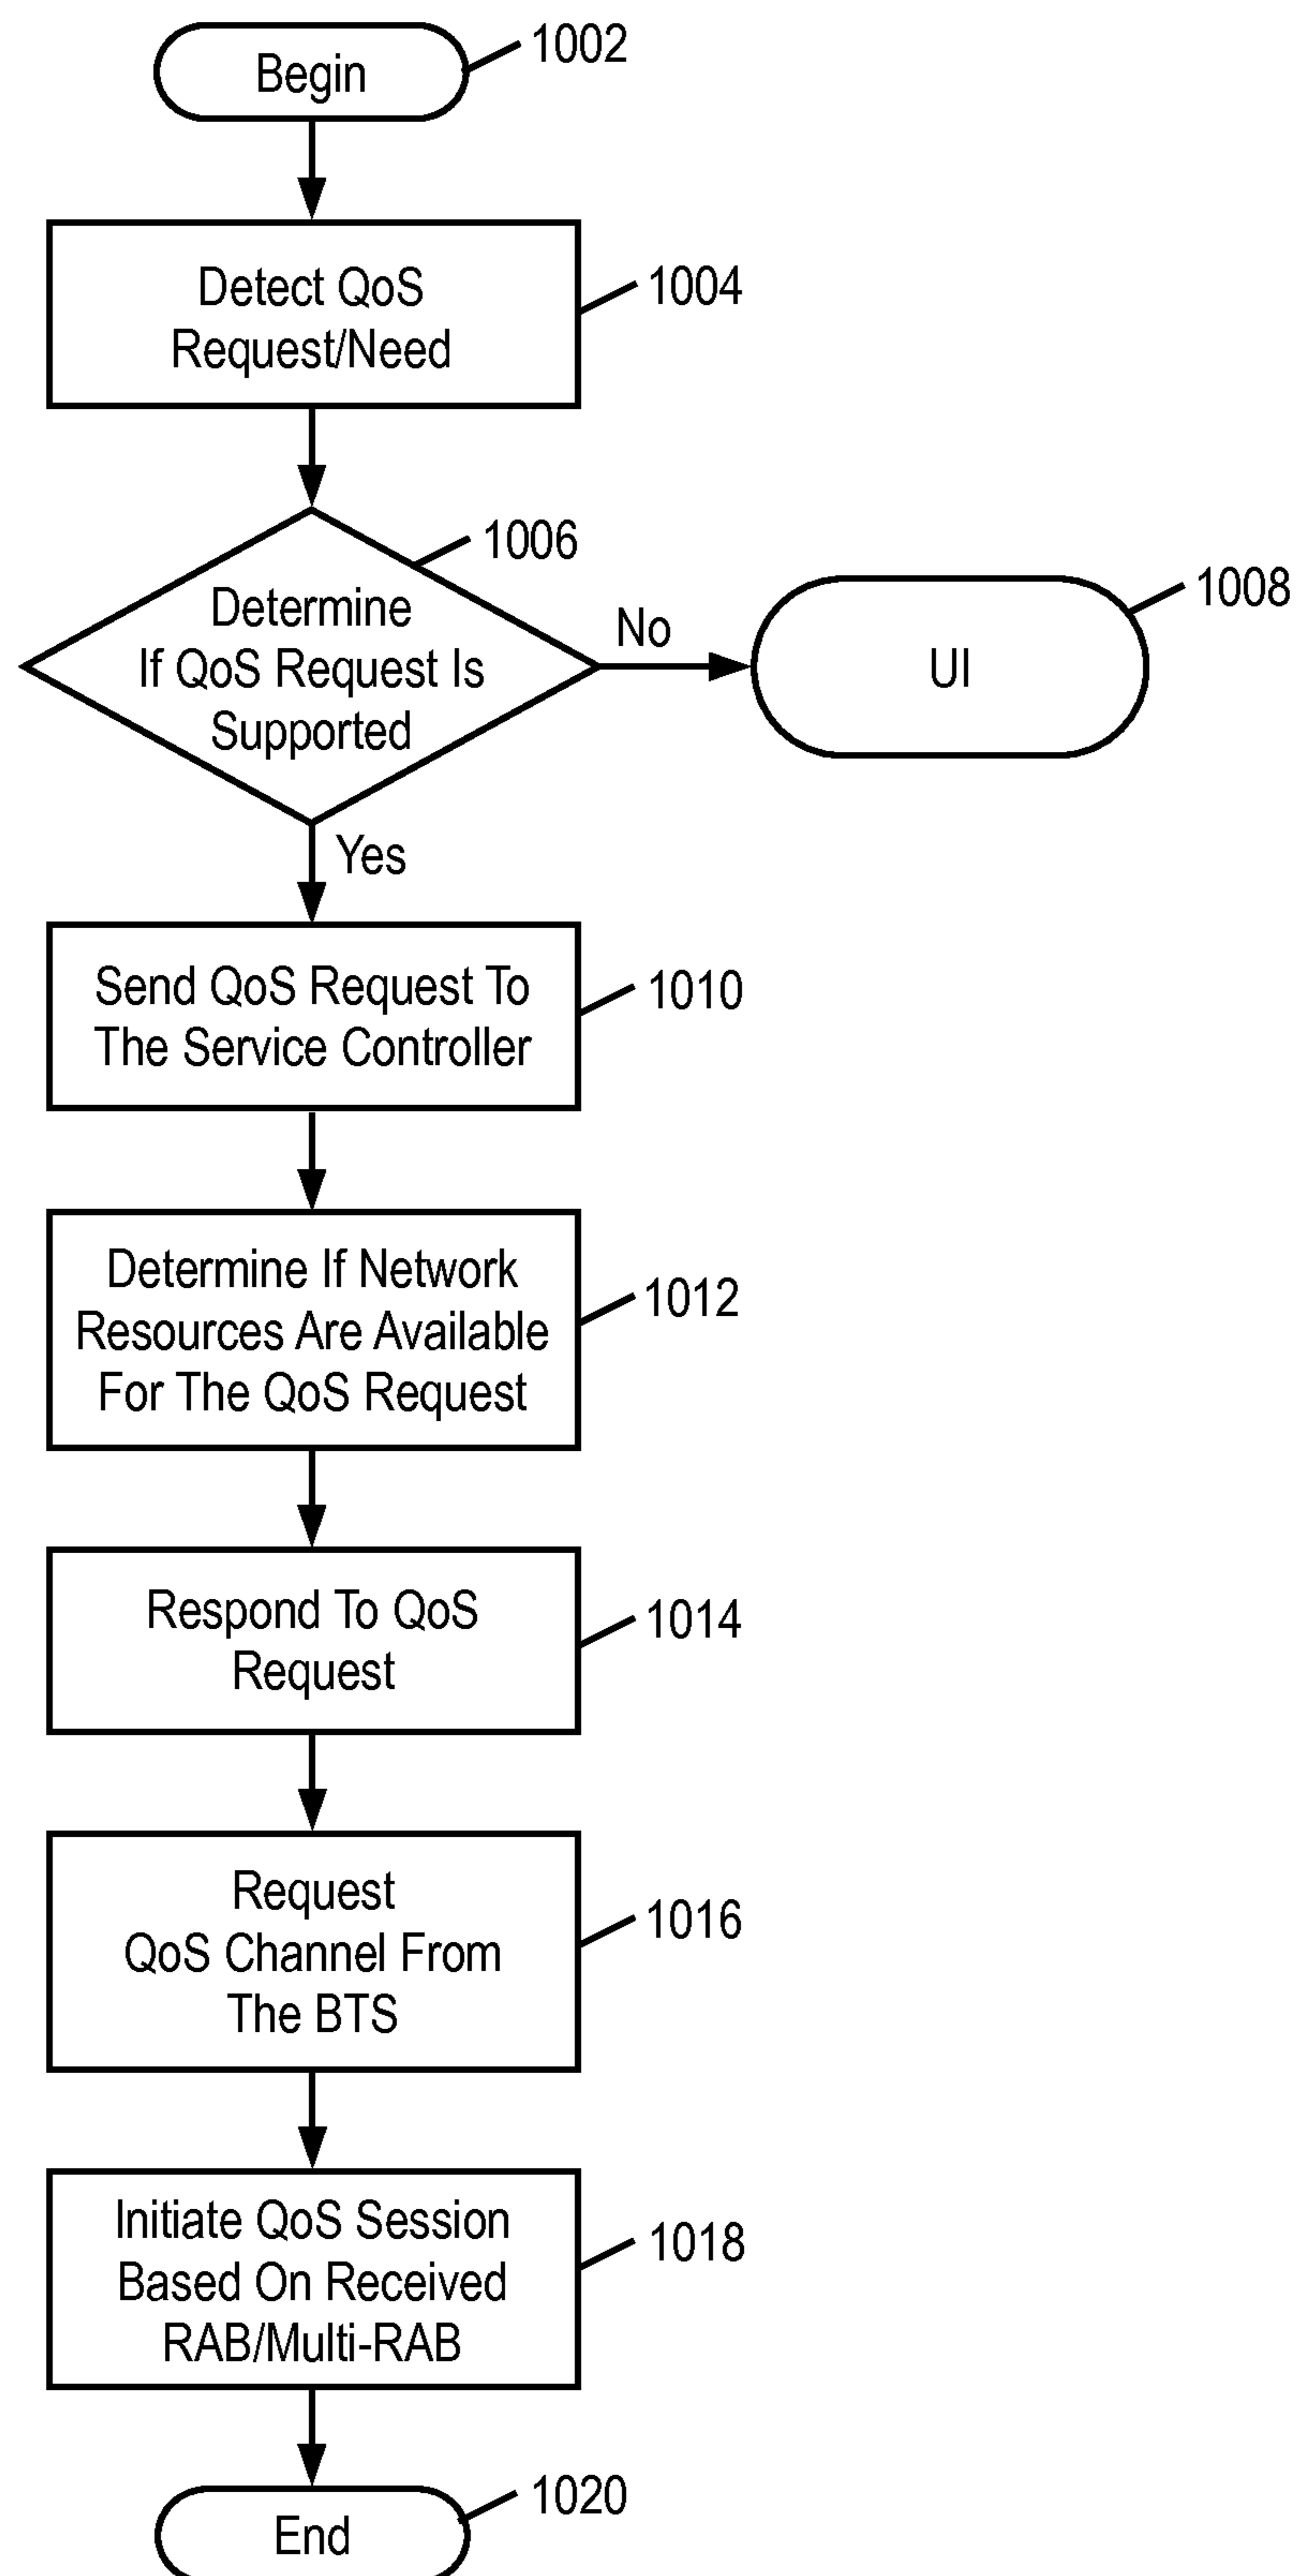 Begin
1002
Detect QoS
Request/Need
1004
1006
Determine
If QoS Request Is
Supported
No
UI
1008
Yes
Send QoS Request To
The Service Controller
1010
Determine If Network
Resources Are Available
For The QoS Request
1012
Respond To QoS
Request
1014
Request
QoS Channel From
The BTS
1016
Initiate QoS Session
Based On Received
RAB/Multi-RAB
1018
End
1020